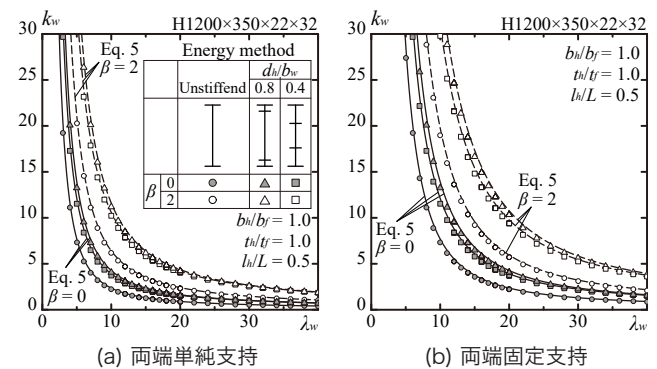 k_w H1200×350×22×32
30
25
20
15
10
5
0
0 10 20 30 λ_w
Eq. 5
β = 2
Energy method
Unstiffend
d_h/b_w
0.8 0.4
β
0
2
b_h/b_f = 1.0
t_h/t_f = 1.0
l_h/L = 0.5
Eq. 5
β = 0
(a) 両端単純支持
k_w H1200×350×22×32
30
25
20
15
10
5
0
0 10 20 30 λ_w
b_h/b_f = 1.0
t_h/t_f = 1.0
l_h/L = 0.5
Eq. 5
β = 2
Eq. 5
β = 0
(b) 両端固定支持